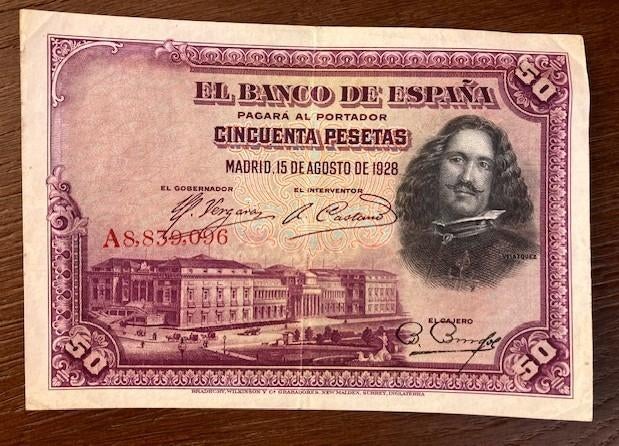 50
EL BANCO DE ESPAÑA
PAGARÁ AL PORTADOR
CINCUENTA PESETAS
MADRID, 15 DE AGOSTO DE 1928
EL GOBERNADOR EL INTERVENTOR
A8,839,096
VELAZQUEZ
EL CAJERO
50 50
BRADBURY, WILKINSON Y Cª GRABADORES, NEW MALDEN, SURREY, INGLATERRA